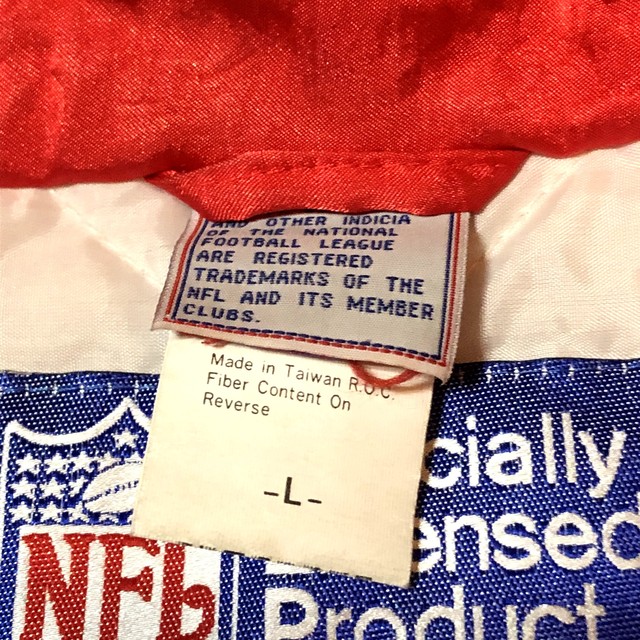 AND OTHER INDICIA
OF THE NATIONAL
FOOTBALL LEAGUE
ARE REGISTERED
TRADEMARKS OF THE
NFL AND ITS MEMBER
CLUBS.
Made in Taiwan R.O.C.
Fiber Content On
Reverse
-L-
NFL
cially
ensed
Product